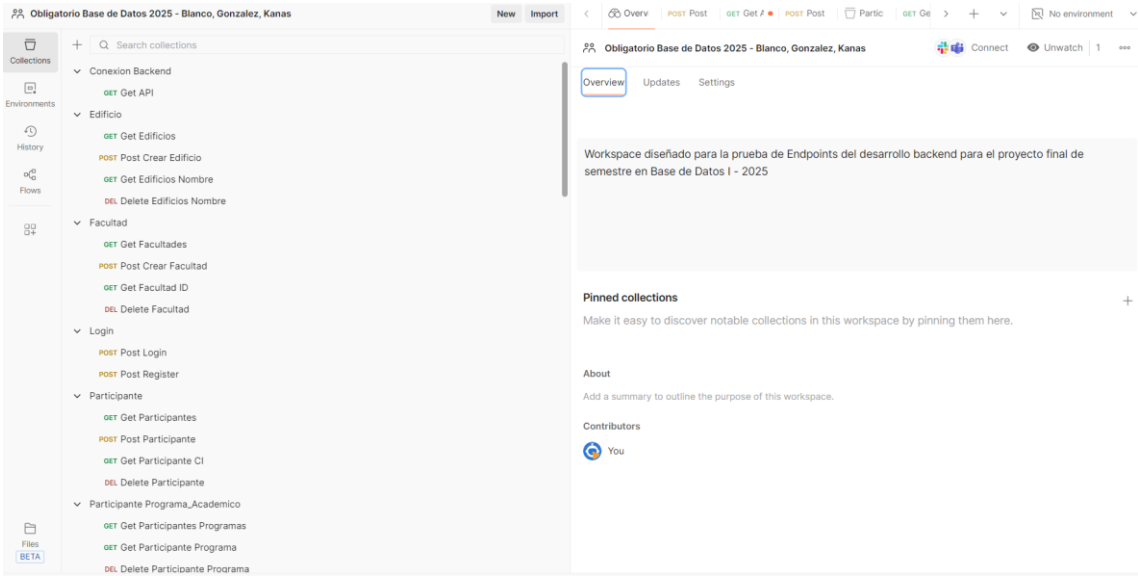 Obligatorio Base de Datos 2025 - Blanco, Gonzalez, Kanas
New
Import
Collections
Environments
History
Flows
Files
BETA
Search collections
Conexion Backend
GET Get API
Edificio
GET Get Edificios
POST Post Crear Edificio
GET Get Edificios Nombre
DEL Delete Edificios Nombre
Facultad
GET Get Facultades
POST Post Crear Facultad
GET Get Facultad ID
DEL Delete Facultad
Login
POST Post Login
POST Post Register
Participante
GET Get Participantes
POST Post Participante
GET Get Participante CI
DEL Delete Participante
Participante Programa_Academico
GET Get Participantes Programas
GET Get Participante Programa
DEL Delete Participante Programa
Overv
POST Post
GET Get A
POST Post
Partic
GET Ge
No environment
Obligatorio Base de Datos 2025 - Blanco, Gonzalez, Kanas
Connect
Unwatch
1
Overview
Updates
Settings
Workspace diseñado para la prueba de Endpoints del desarrollo backend para el proyecto final de
semestre en Base de Datos I - 2025
Pinned collections
Make it easy to discover notable collections in this workspace by pinning them here.
About
Add a summary to outline the purpose of this workspace.
Contributors
You